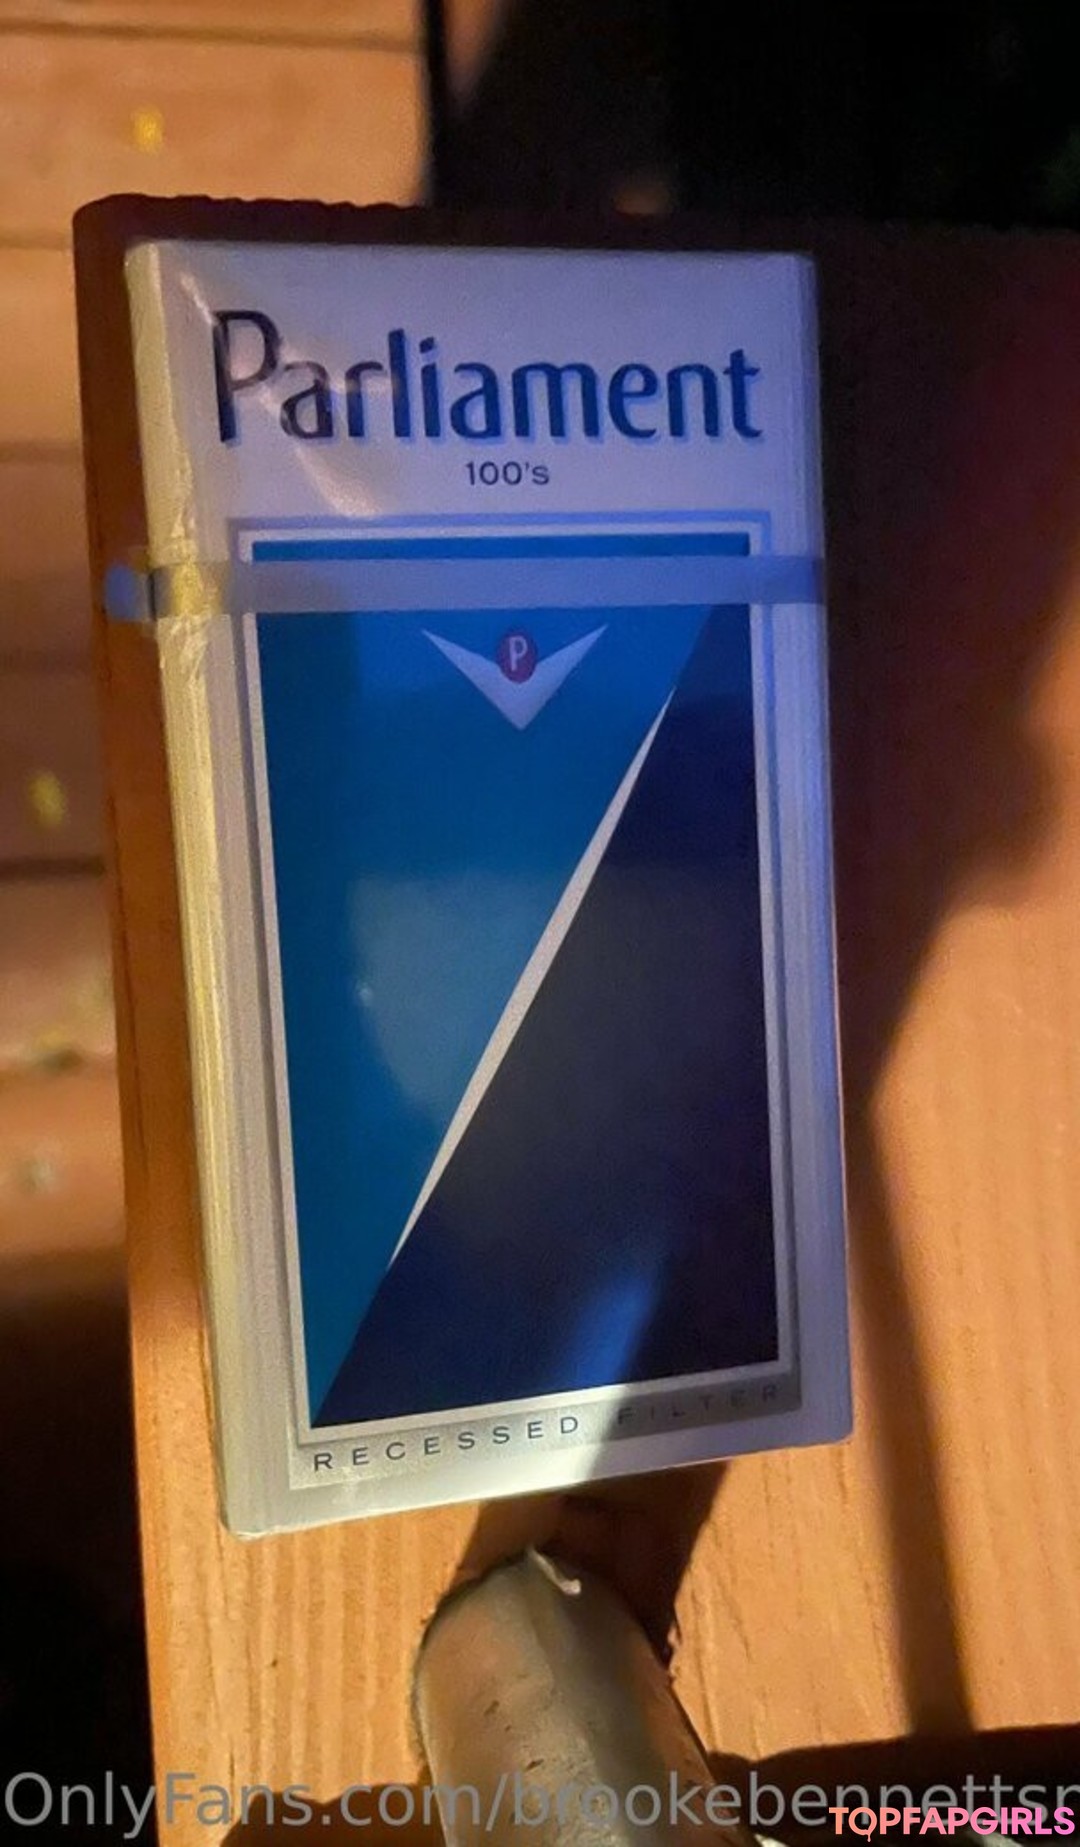 Parliament
100's
P
RECESSED FILTER
OnlyFans.com/brookebennetts
TOPFAPGIRLS